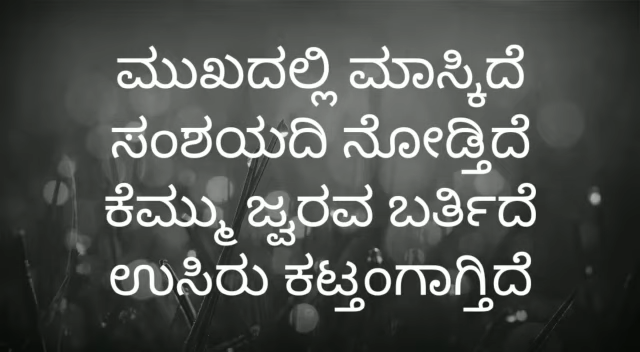 ಮುಖದಲ್ಲಿ ಮಾಸ್ಕಿದೆ
ಸಂಶಯದಿ ನೋಡ್ತಿದೆ
ಕೆಮ್ಮು ಜ್ವರವ ಬರ್ತಿದೆ
ಉಸಿರು ಕಟ್ತಂಗಾಗ್ತಿದೆ